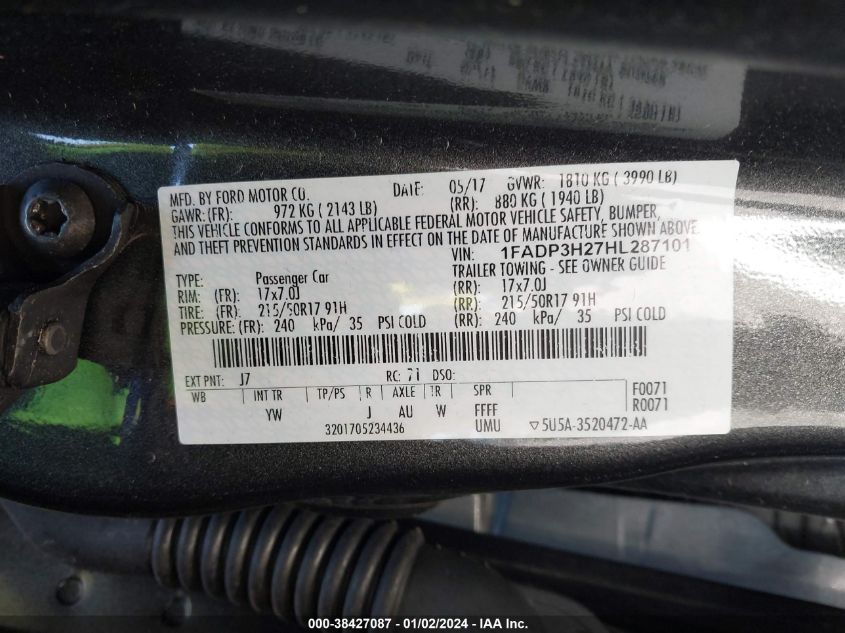 MFD. BY FORD MOTOR CO. DATE: 05/17 GVWR: 1810 KG ( 3990 LB)
GAWR: (FR): 972 KG ( 2143 LB) (RR): 880 KG ( 1940 LB)
THIS VEHICLE CONFORMS TO ALL APPLICABLE FEDERAL MOTOR VEHICLE SAFETY, BUMPER,
AND THEFT PREVENTION STANDARDS IN EFFECT ON THE DATE OF MANUFACTURE SHOWN ABOVE.
VIN: 1FADP3H27HL287101
TYPE: Passenger Car TRAILER TOWING - SEE OWNER GUIDE
RIM: (FR): 17x7.0J (RR): 17x7.0J
TIRE: (FR): 215/50R17 91H (RR): 215/50R17 91H
PRESSURE: (FR): 240 kPa/ 35 PSI COLD (RR): 240 kPa/ 35 PSI COLD
EXT PNT: J7 RC: 71 DSO:
WB INT TR TP/PS R AXLE TR SPR F0071
YW J AU W FFFF R0071
3201705234436 UMU ▽5U5A-3520472-AA
000-38427087 - 01/02/2024 - IAA Inc.